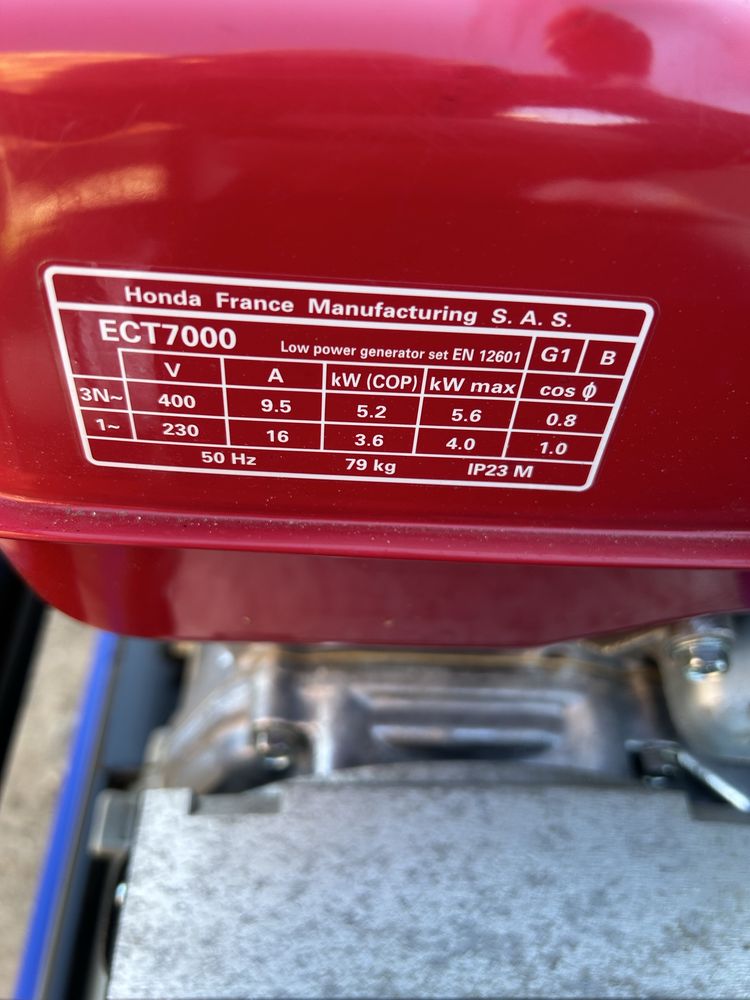 Honda France Manufacturing S. A. S.
ECT7000 Low power generator set EN 12601 G1 B
V A kW (COP) kW max cos ϕ
3N~ 400 9.5 5.2 5.6 0.8
1~ 230 16 3.6 4.0 1.0
50 Hz 79 kg IP23 M